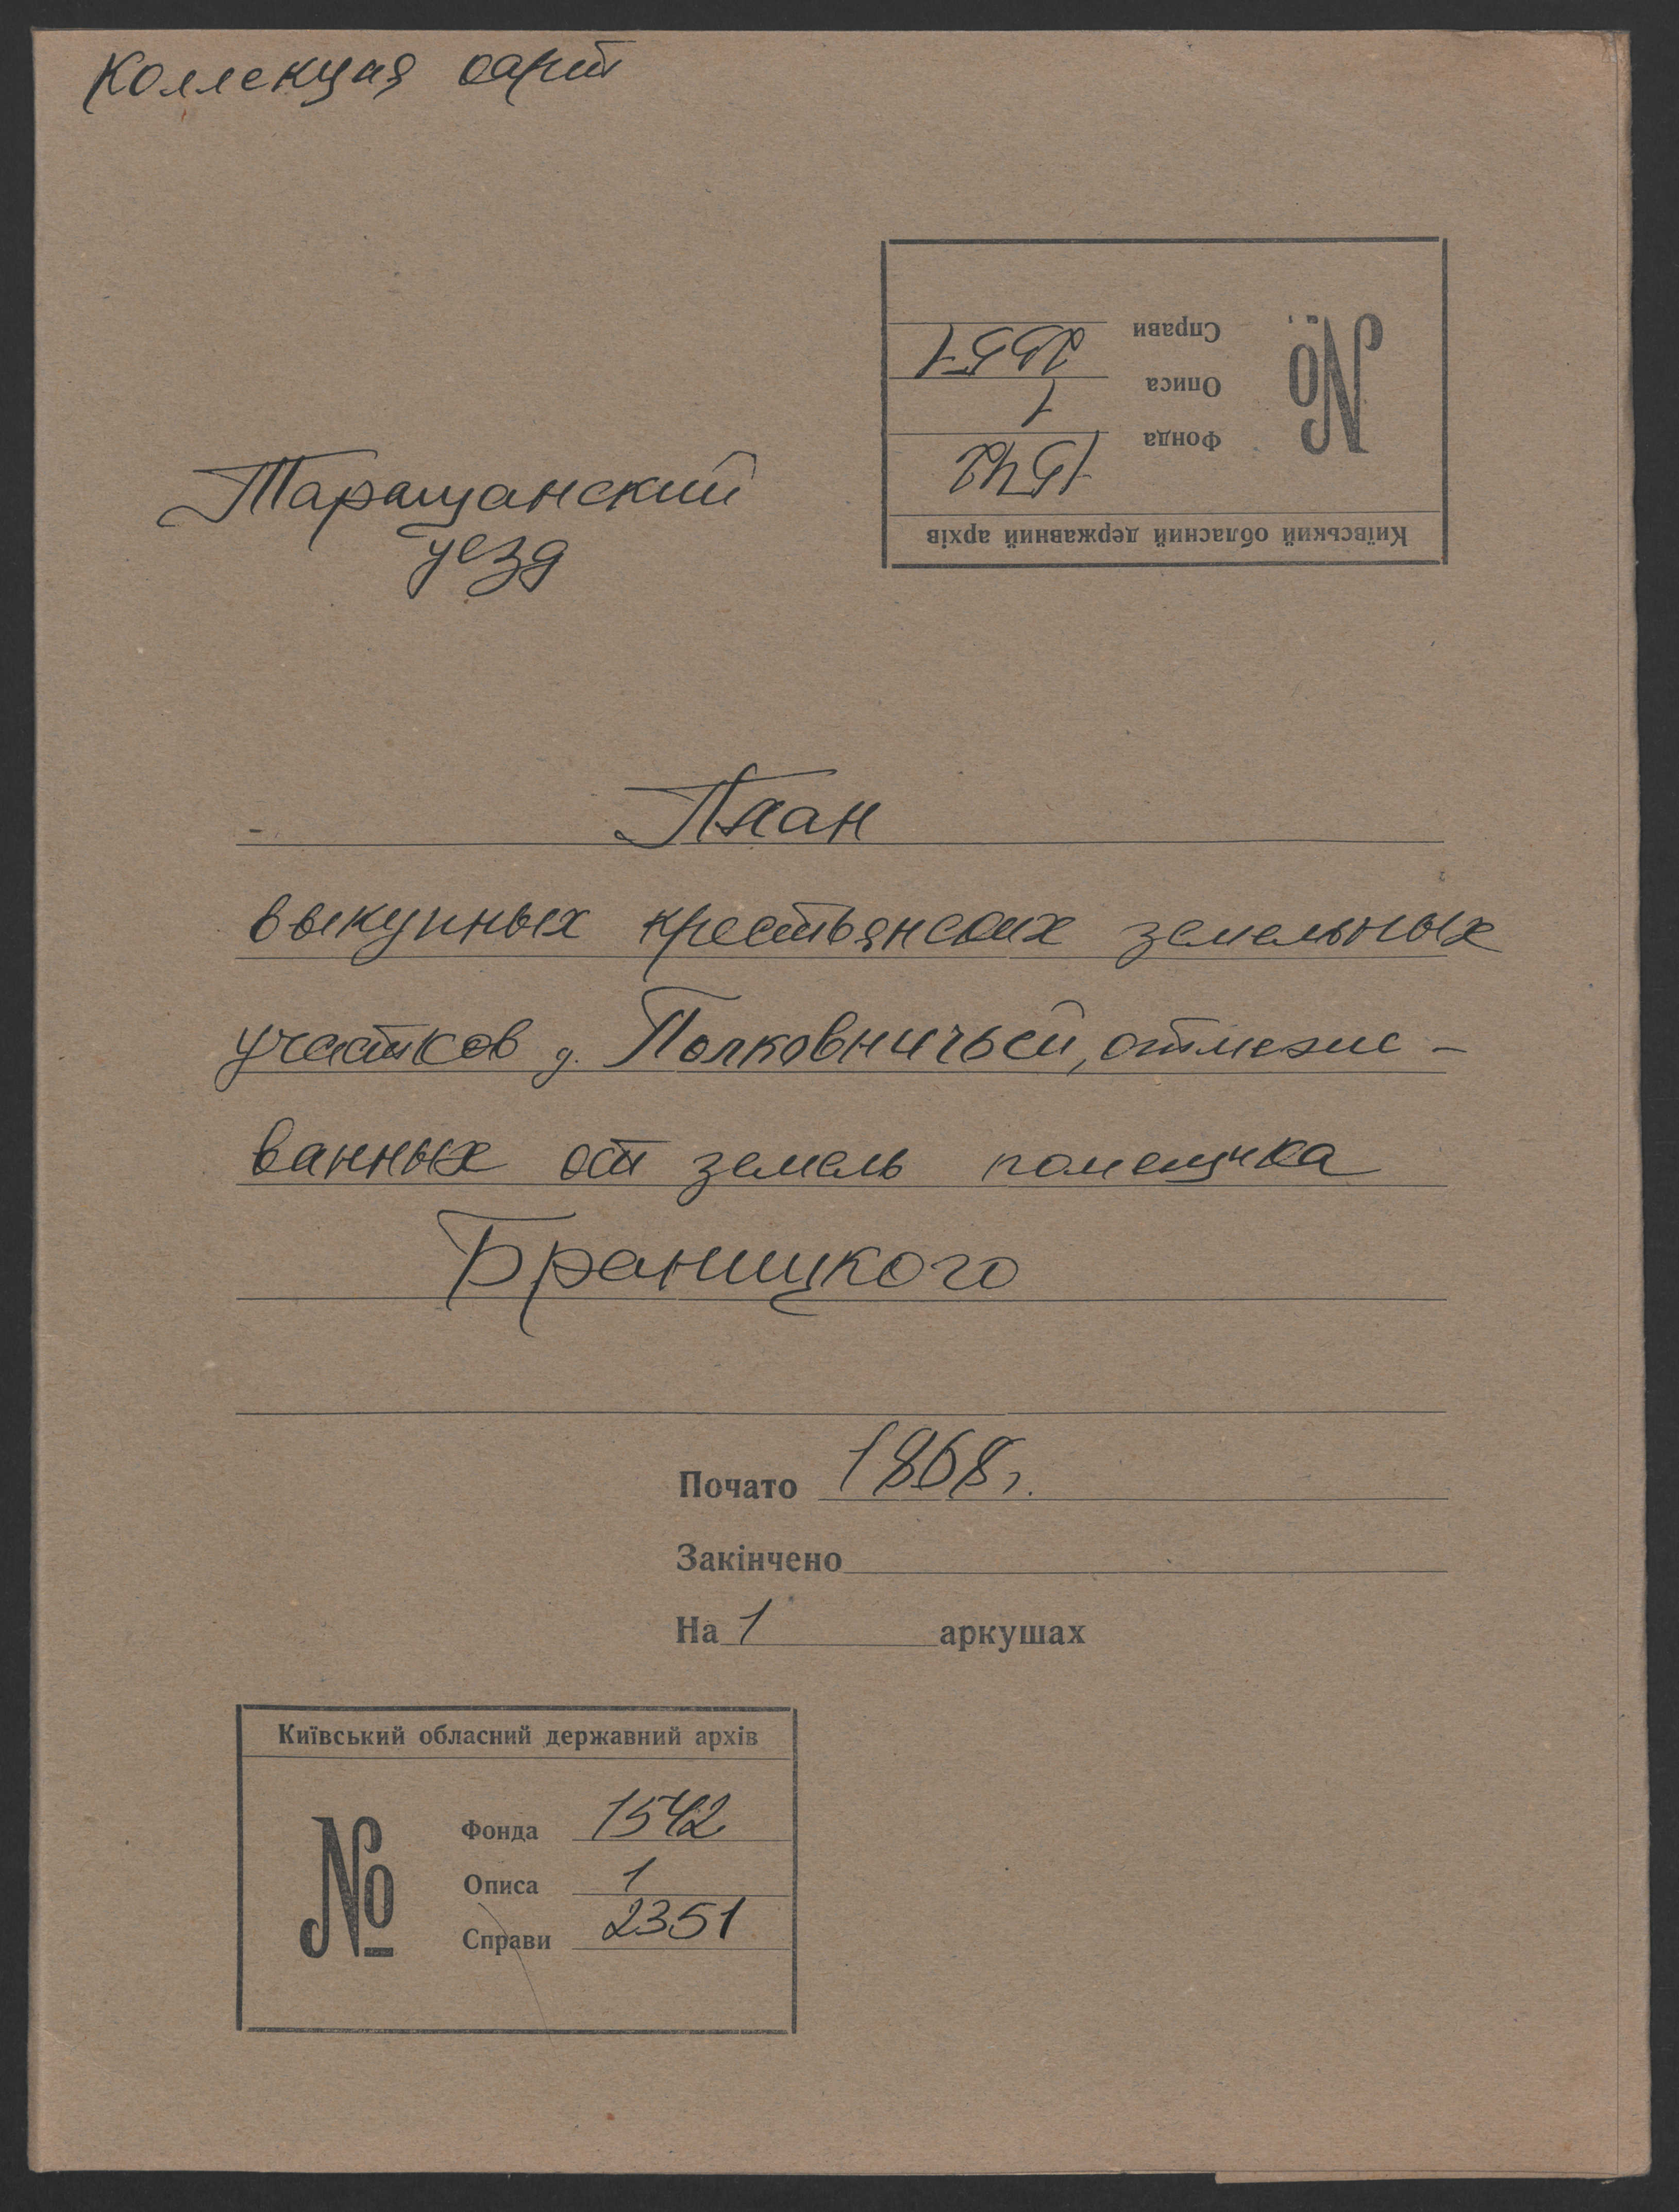 Коллекция карт
Київський обласний державний архів
№
Фонда 1542
Описа 1
Справи 2351
Таращанский
уезд
План
выкупных крестьянских земельных
участков д. Полковничьей, отмеже-
ванных от земель помещика
Браницкого
Почато 1868 г.
Закінчено
На 1 аркушах
Київський обласний державний архів
№
Фонда 1542
Описа 1
Справи 2351